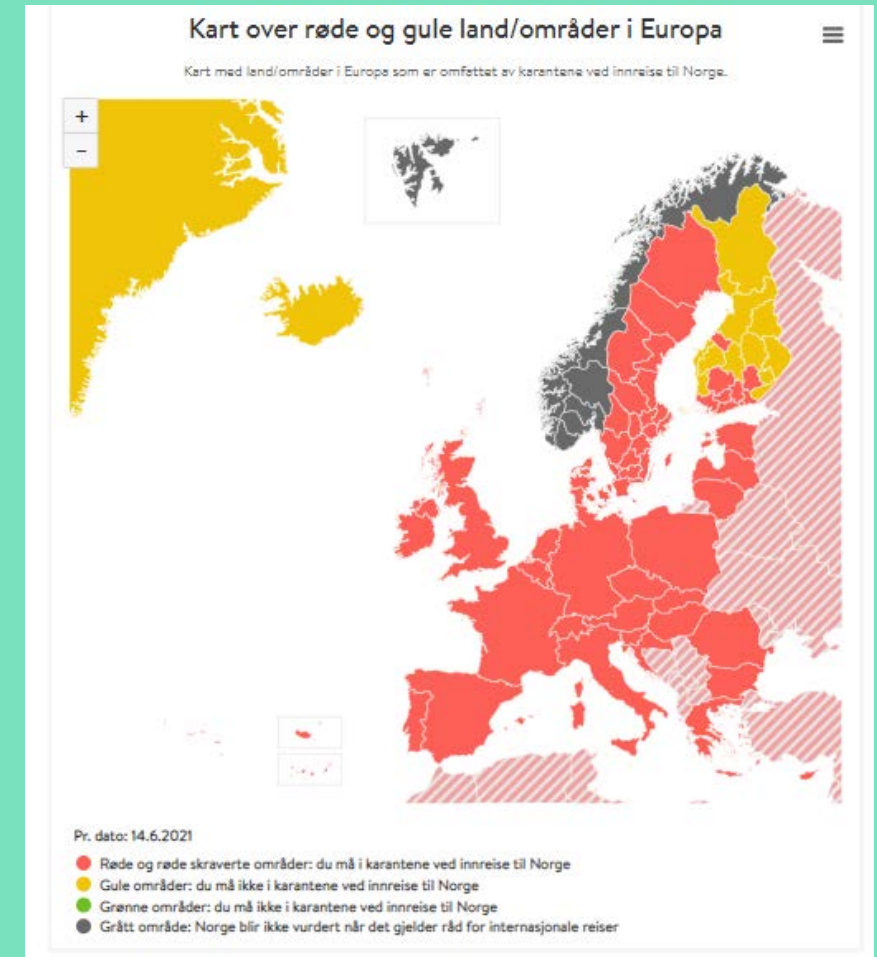 Kart over røde og gule land/områder i Europa
Kart med land/områder i Europa som er omfattet av karantene ved innreise til Norge.
+
−
Pr. dato: 14.6.2021
Røde og røde skraverte områder: du må i karantene ved innreise til Norge
Gule områder: du må ikke i karantene ved innreise til Norge
Grønne områder: du må ikke i karantene ved innreise til Norge
Grått område: Norge blir ikke vurdert når det gjelder råd for internasjonale reiser